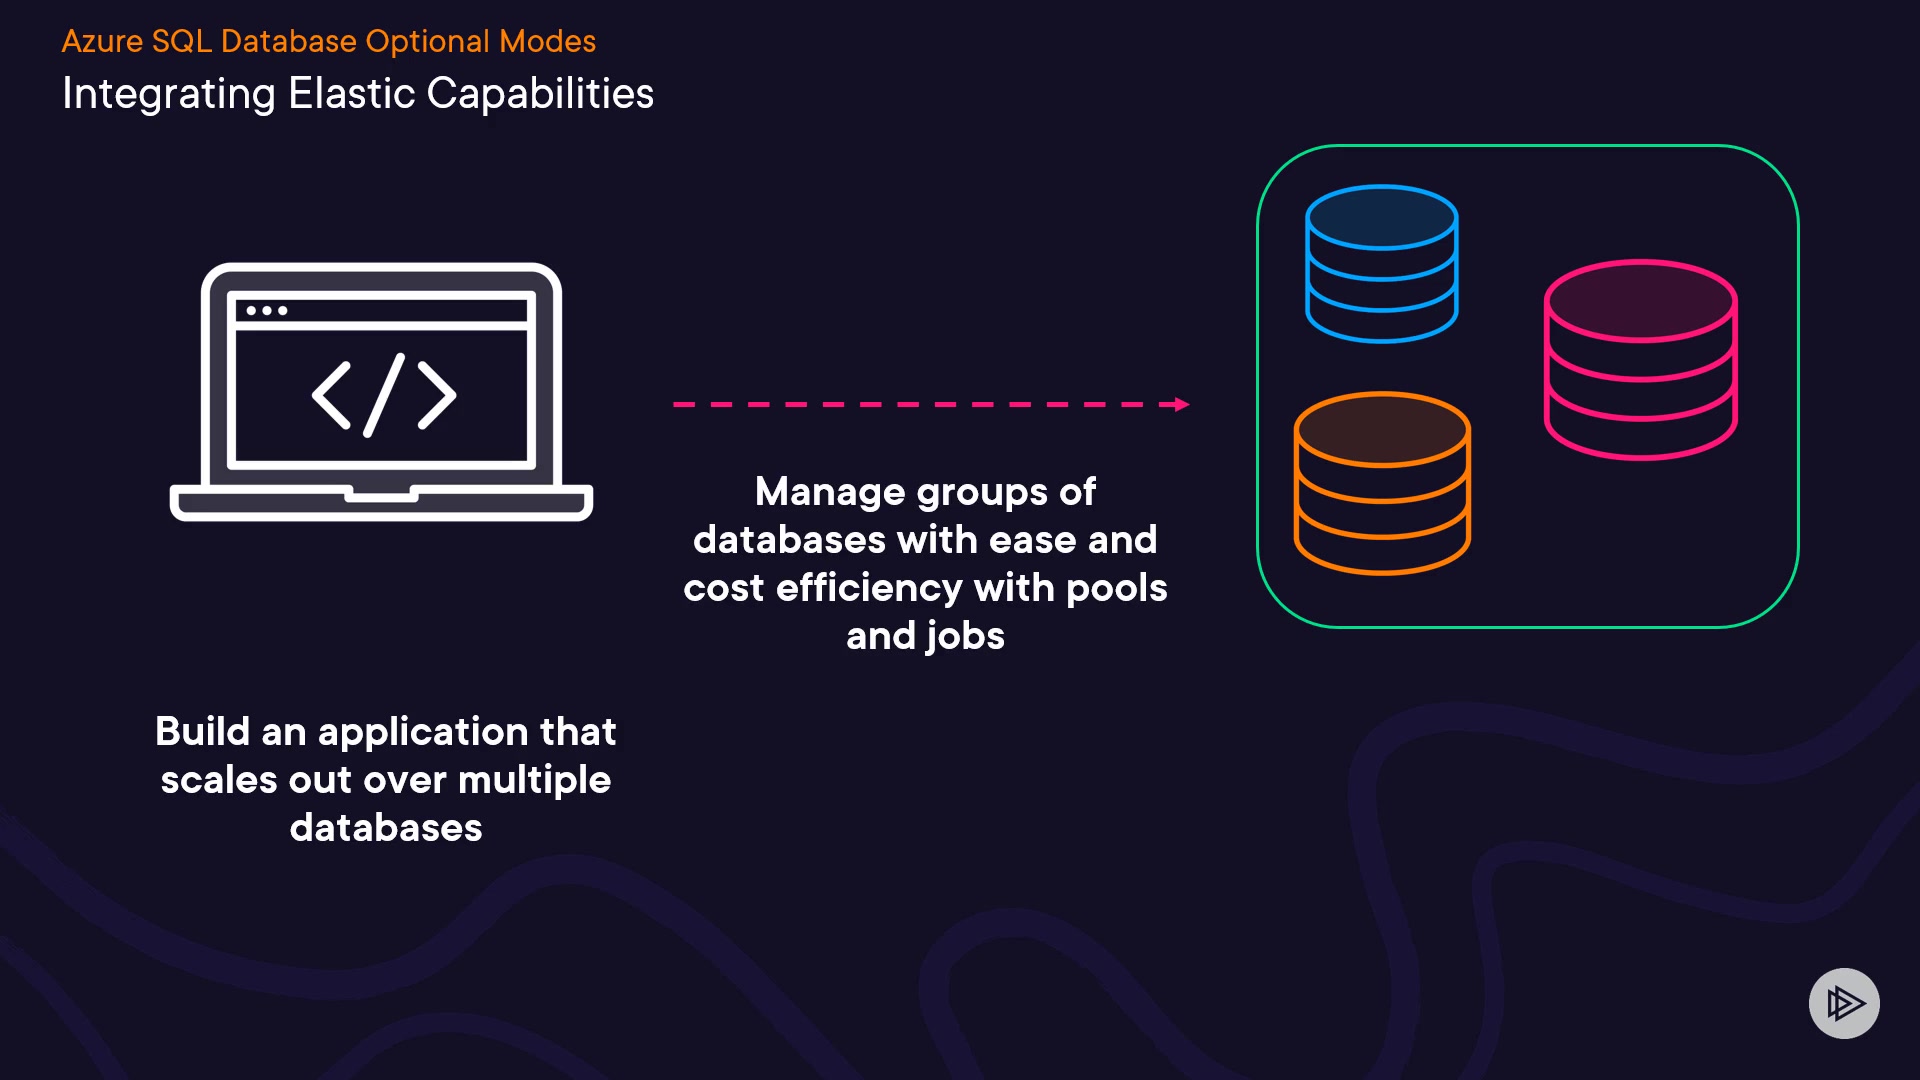 Azure SQL Database Optional Modes
Integrating Elastic Capabilities
Manage groups of
databases with ease and
cost efficiency with pools
and jobs
Build an application that
scales out over multiple
databases